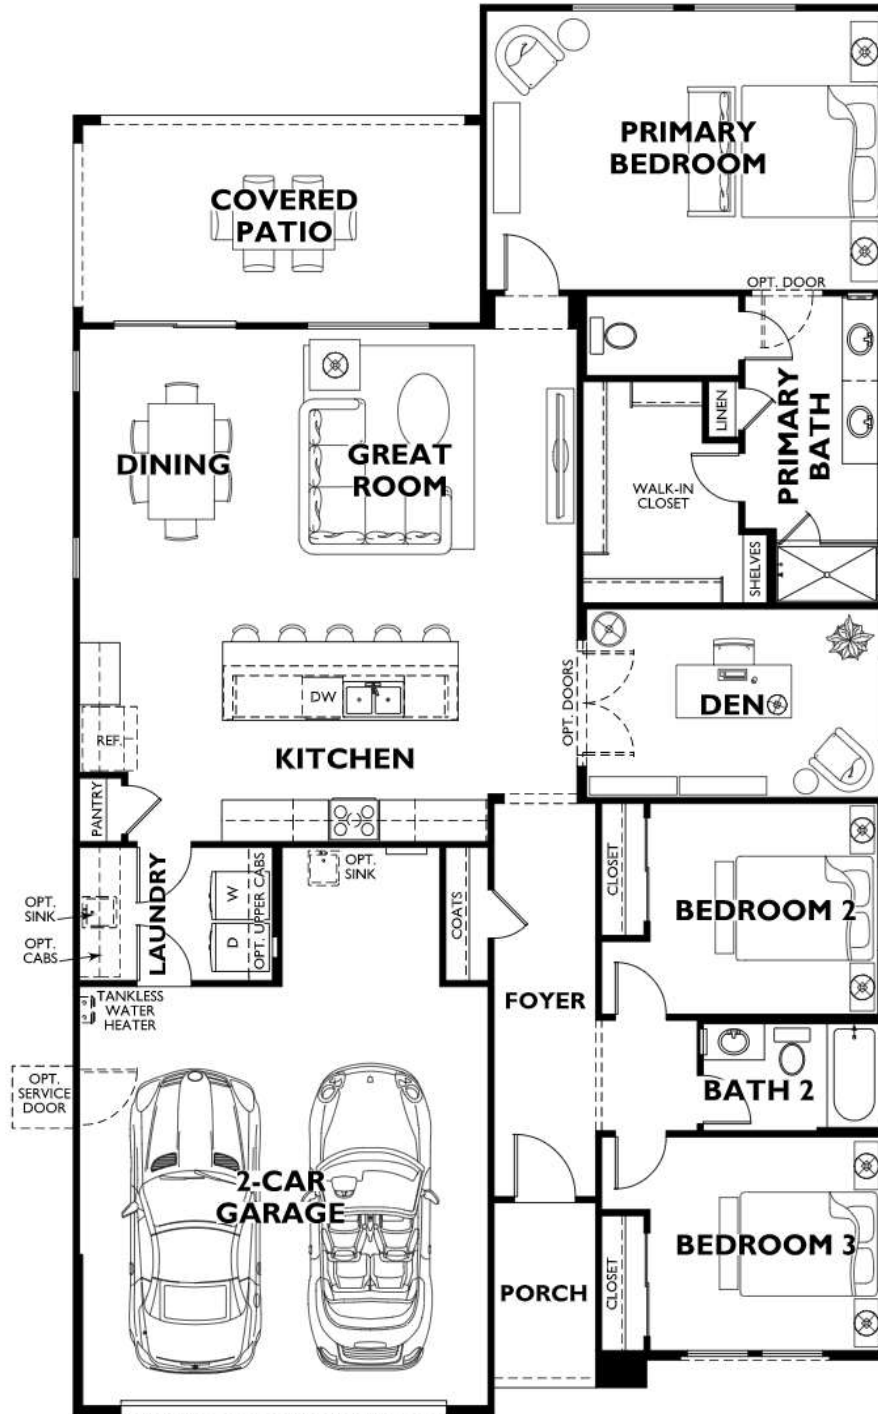 PRIMARY
BEDROOM
COVERED
PATIO
OPT. DOOR
LINEN
PRIMARY
BATH
DINING
GREAT
ROOM
WALK-IN
CLOSET
SHELVES
DW
OPT. DOORS
DEN
REF.
KITCHEN
PANTRY
OPT.
SINK
COATS
CLOSET
BEDROOM 2
LAUNDRY
W
D
OPT. UPPER CABS
OPT.
SINK
OPT.
CABS
TANKLESS
WATER
HEATER
FOYER
OPT.
SERVICE
DOOR
BATH 2
2-CAR
GARAGE
PORCH
CLOSET
BEDROOM 3